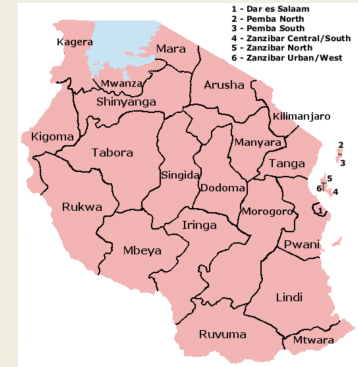 1 - Dar es Salaam
2 - Pemba North
3 - Pemba South
4 - Zanzibar Central/South
5 - Zanzibar North
6 - Zanzibar Urban/West
Kagera
Mara
Mwanza
Arusha
Shinyanga
Kilimanjaro
Kigoma
Manyara
Tabora
Tanga
Singida
Dodoma
2
3
5
6
4
1
Rukwa
Morogoro
Iringa
Pwani
Mbeya
Lindi
Ruvuma
Mtwara